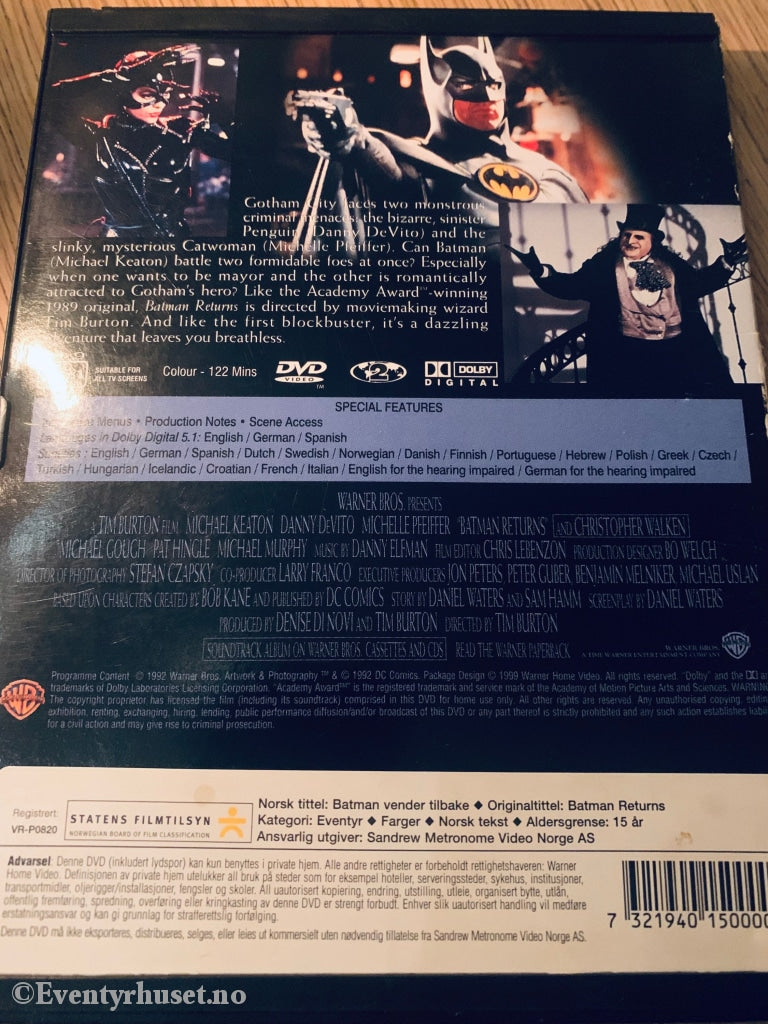 Gotham City faces two monstrous
criminal menaces: the bizarre, sinister
Penguin (Danny DeVito) and the
slinky, mysterious Catwoman (Michelle Pfeiffer). Can Batman
(Michael Keaton) battle two formidable foes at once? Especially
when one wants to be mayor and the other is romantically
attracted to Gotham's hero? Like the Academy Award™-winning
1989 original, Batman Returns is directed by moviemaking wizard
Tim Burton. And like the first blockbuster, it's a dazzling
venture that leaves you breathless.
SUITABLE FOR
ALL TV SCREENS
Colour - 122 Mins
DVD
VIDEO
TM
2
DOLBY
DIGITAL
SPECIAL FEATURES
Menus • Production Notes • Scene Access
Languages in Dolby Digital 5.1: English / German / Spanish
Subtitles : English / German / Spanish / Dutch / Swedish / Norwegian / Danish / Finnish / Portuguese / Hebrew / Polish / Greek / Czech /
Turkish / Hungarian / Icelandic / Croatian / French / Italian / English for the hearing impaired / German for the hearing impaired
WARNER BROS. PRESENTS
A TIM BURTON FILM MICHAEL KEATON DANNY DeVITO MICHELLE PFEIFFER "BATMAN RETURNS" AND CHRISTOPHER WALKEN
MICHAEL GOUGH PAT HINGLE MICHAEL MURPHY MUSIC BY DANNY ELFMAN FILM EDITOR CHRIS LEBENZON PRODUCTION DESIGNER BO WELCH
DIRECTOR OF PHOTOGRAPHY STEFAN CZAPSKY CO-PRODUCER LARRY FRANCO EXECUTIVE PRODUCERS JON PETERS, PETER GUBER, BENJAMIN MELNIKER, MICHAEL USLAN
BASED UPON CHARACTERS CREATED BY BOB KANE AND PUBLISHED BY DC COMICS STORY BY DANIEL WATERS AND SAM HAMM SCREENPLAY BY DANIEL WATERS
PRODUCED BY DENISE DI NOVI AND TIM BURTON DIRECTED BY TIM BURTON
SOUNDTRACK ALBUM ON WARNER BROS. CASSETTES AND CDS READ THE WARNER PAPERBACK
WARNER BROS.
A TIME WARNER ENTERTAINMENT COMPANY
Programme Content © 1992 Warner Bros. Artwork & Photography ™ & © 1992 DC Comics. Package Design © 1999 Warner Home Video. All rights reserved. "Dolby" and the
trademarks of Dolby Laboratories Licensing Corporation. "Academy Award™" is the registered trademark and service mark of the Academy of Motion Picture Arts and Sciences. WARNING
The copyright proprietor has licensed the film (including its soundtrack) comprised in this DVD for home use only. All other rights are reserved. Any unauthorised copying, editing
exhibition, renting, exchanging, hiring, lending, public performance diffusion/and/or broadcast of this DVD or any part thereof is strictly prohibited and any such action establishes
for a civil action and may give rise to criminal prosecution.
Registrert:
VR-P0820
STATENS FILMTILSYN
NORWEGIAN BOARD OF FILM CLASSIFICATION
Norsk tittel: Batman vender tilbake ◆ Originaltittel: Batman Returns
Kategori: Eventyr ◆ Farger ◆ Norsk tekst ◆ Aldersgrense: 15 år
Ansvarlig utgiver: Sandrew Metronome Video Norge AS
Advarsel: Denne DVD (inkludert lydspor) kan kun benyttes i private hjem. Alle andre rettigheter er forbeholdt rettighetshaveren: Warner
Home Video. Definisjonen av private hjem utelukker all bruk på steder som for eksempel hoteller, serveringssteder, sykehus, institusjoner,
transportmidler, oljerigger/installasjoner, fengsler og skoler. All uautorisert kopiering, endring, utstilling, utleie, organisert bytte, utlån,
offentlig fremføring, spredning, overføring eller kringkasting av denne DVD er strengt forbudt. Enhver slik uautorisert handling vil medføre
erstatningsansvar og kan gi grunnlag for strafferettslig forfølging.
Denne DVD må ikke eksporteres, distribueres, selges, eller leies ut kommersielt uten nødvendig tillatelse fra Sandrew Metronome Video Norge AS.
7 321940 150000
©Eventyrhuset.no